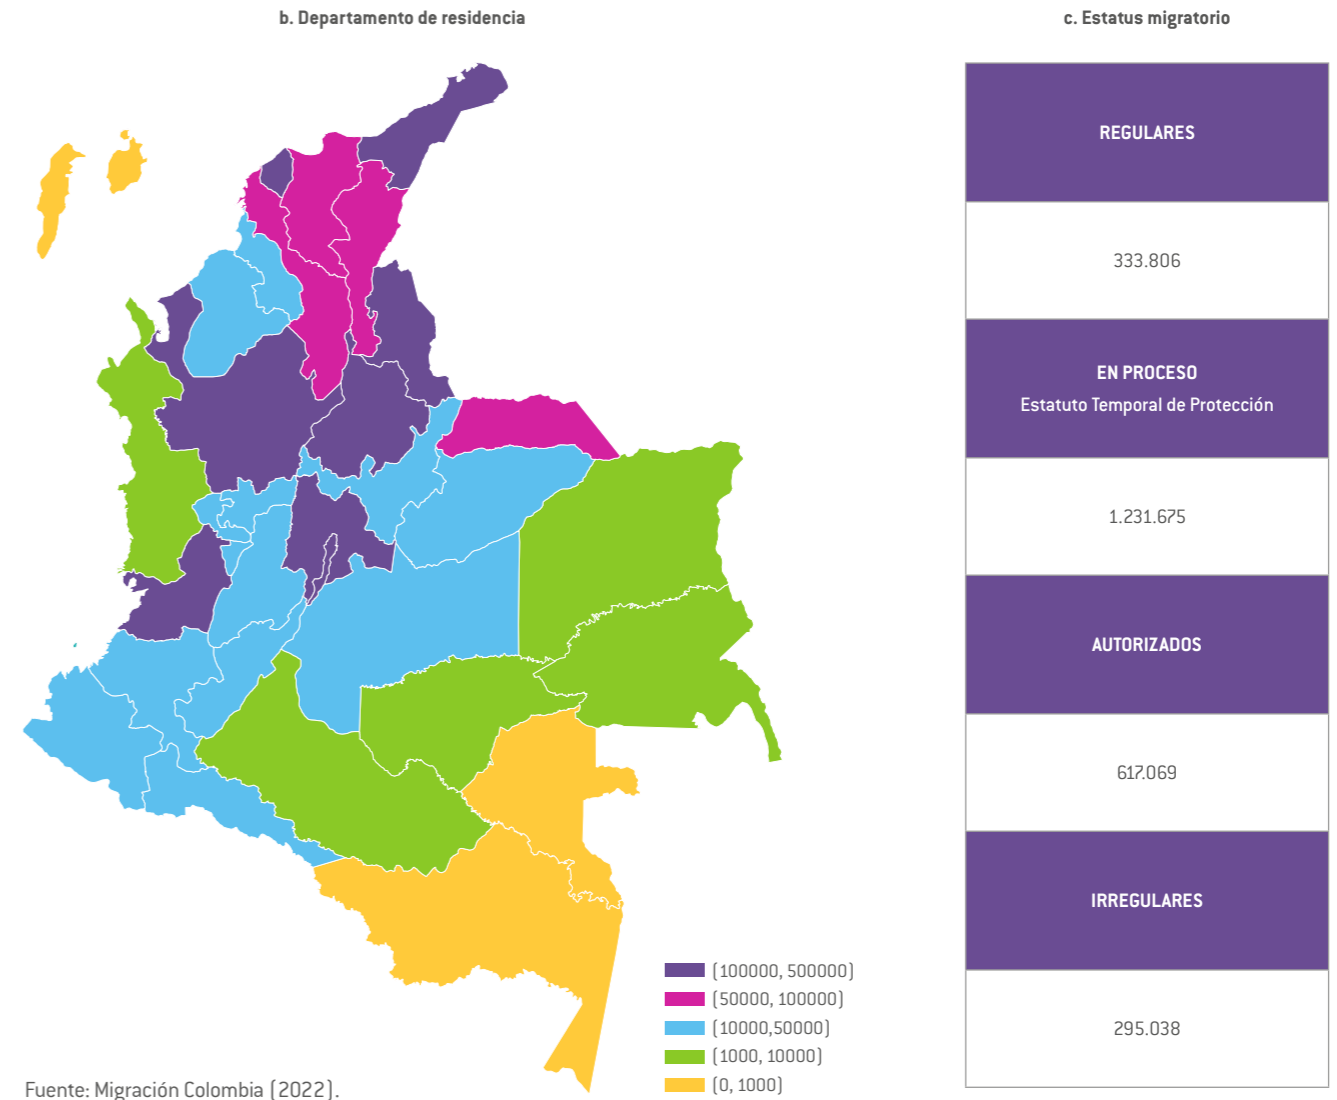 b. Departamento de residencia
c. Estatus migratorio
REGULARES
333.806
EN PROCESO
Estatuto Temporal de Protección
1.231.675
AUTORIZADOS
617.069
IRREGULARES
295.038
(100000, 500000)
(50000, 100000)
(10000,50000)
(1000, 10000)
(0, 1000)
Fuente: Migración Colombia (2022).